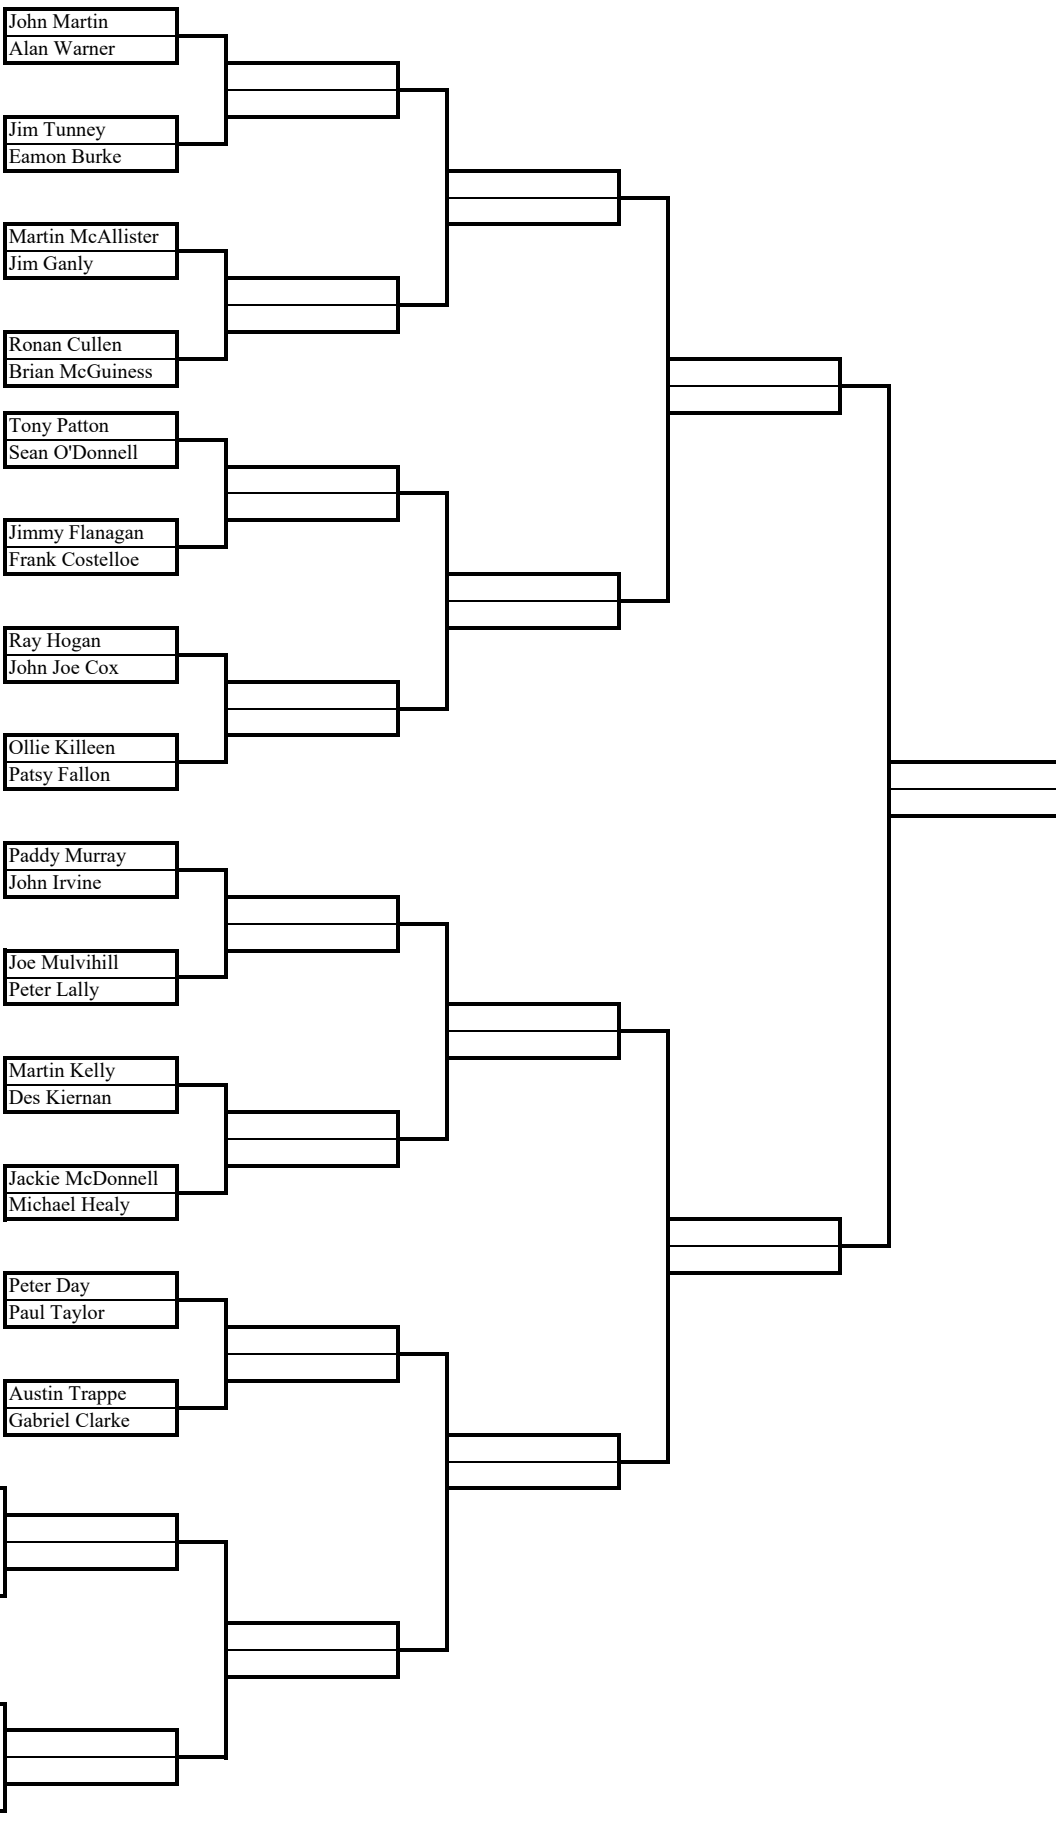 John Martin
Alan Warner
Jim Tunney
Eamon Burke
Martin McAllister
Jim Ganly
Ronan Cullen
Brian McGuiness
Tony Patton
Sean O'Donnell
Jimmy Flanagan
Frank Costelloe
Ray Hogan
John Joe Cox
Ollie Killeen
Patsy Fallon
Paddy Murray
John Irvine
Joe Mulvihill
Peter Lally
Martin Kelly
Des Kiernan
Jackie McDonnell
Michael Healy
Peter Day
Paul Taylor
Austin Trappe
Gabriel Clarke